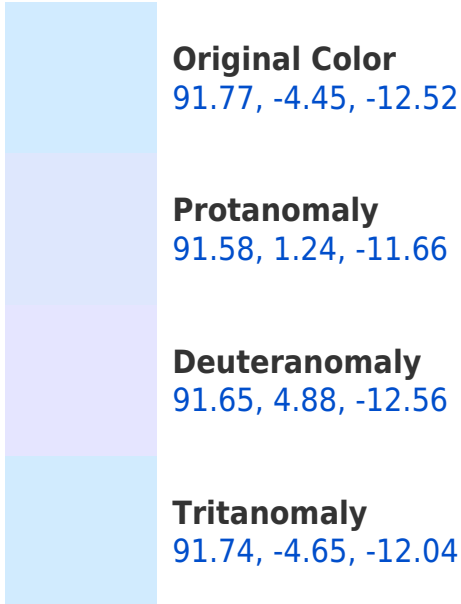 Original Color
91.77, -4.45, -12.52
Protanomaly
91.58, 1.24, -11.66
Deuteranomaly
91.65, 4.88, -12.56
Tritanomaly
91.74, -4.65, -12.04